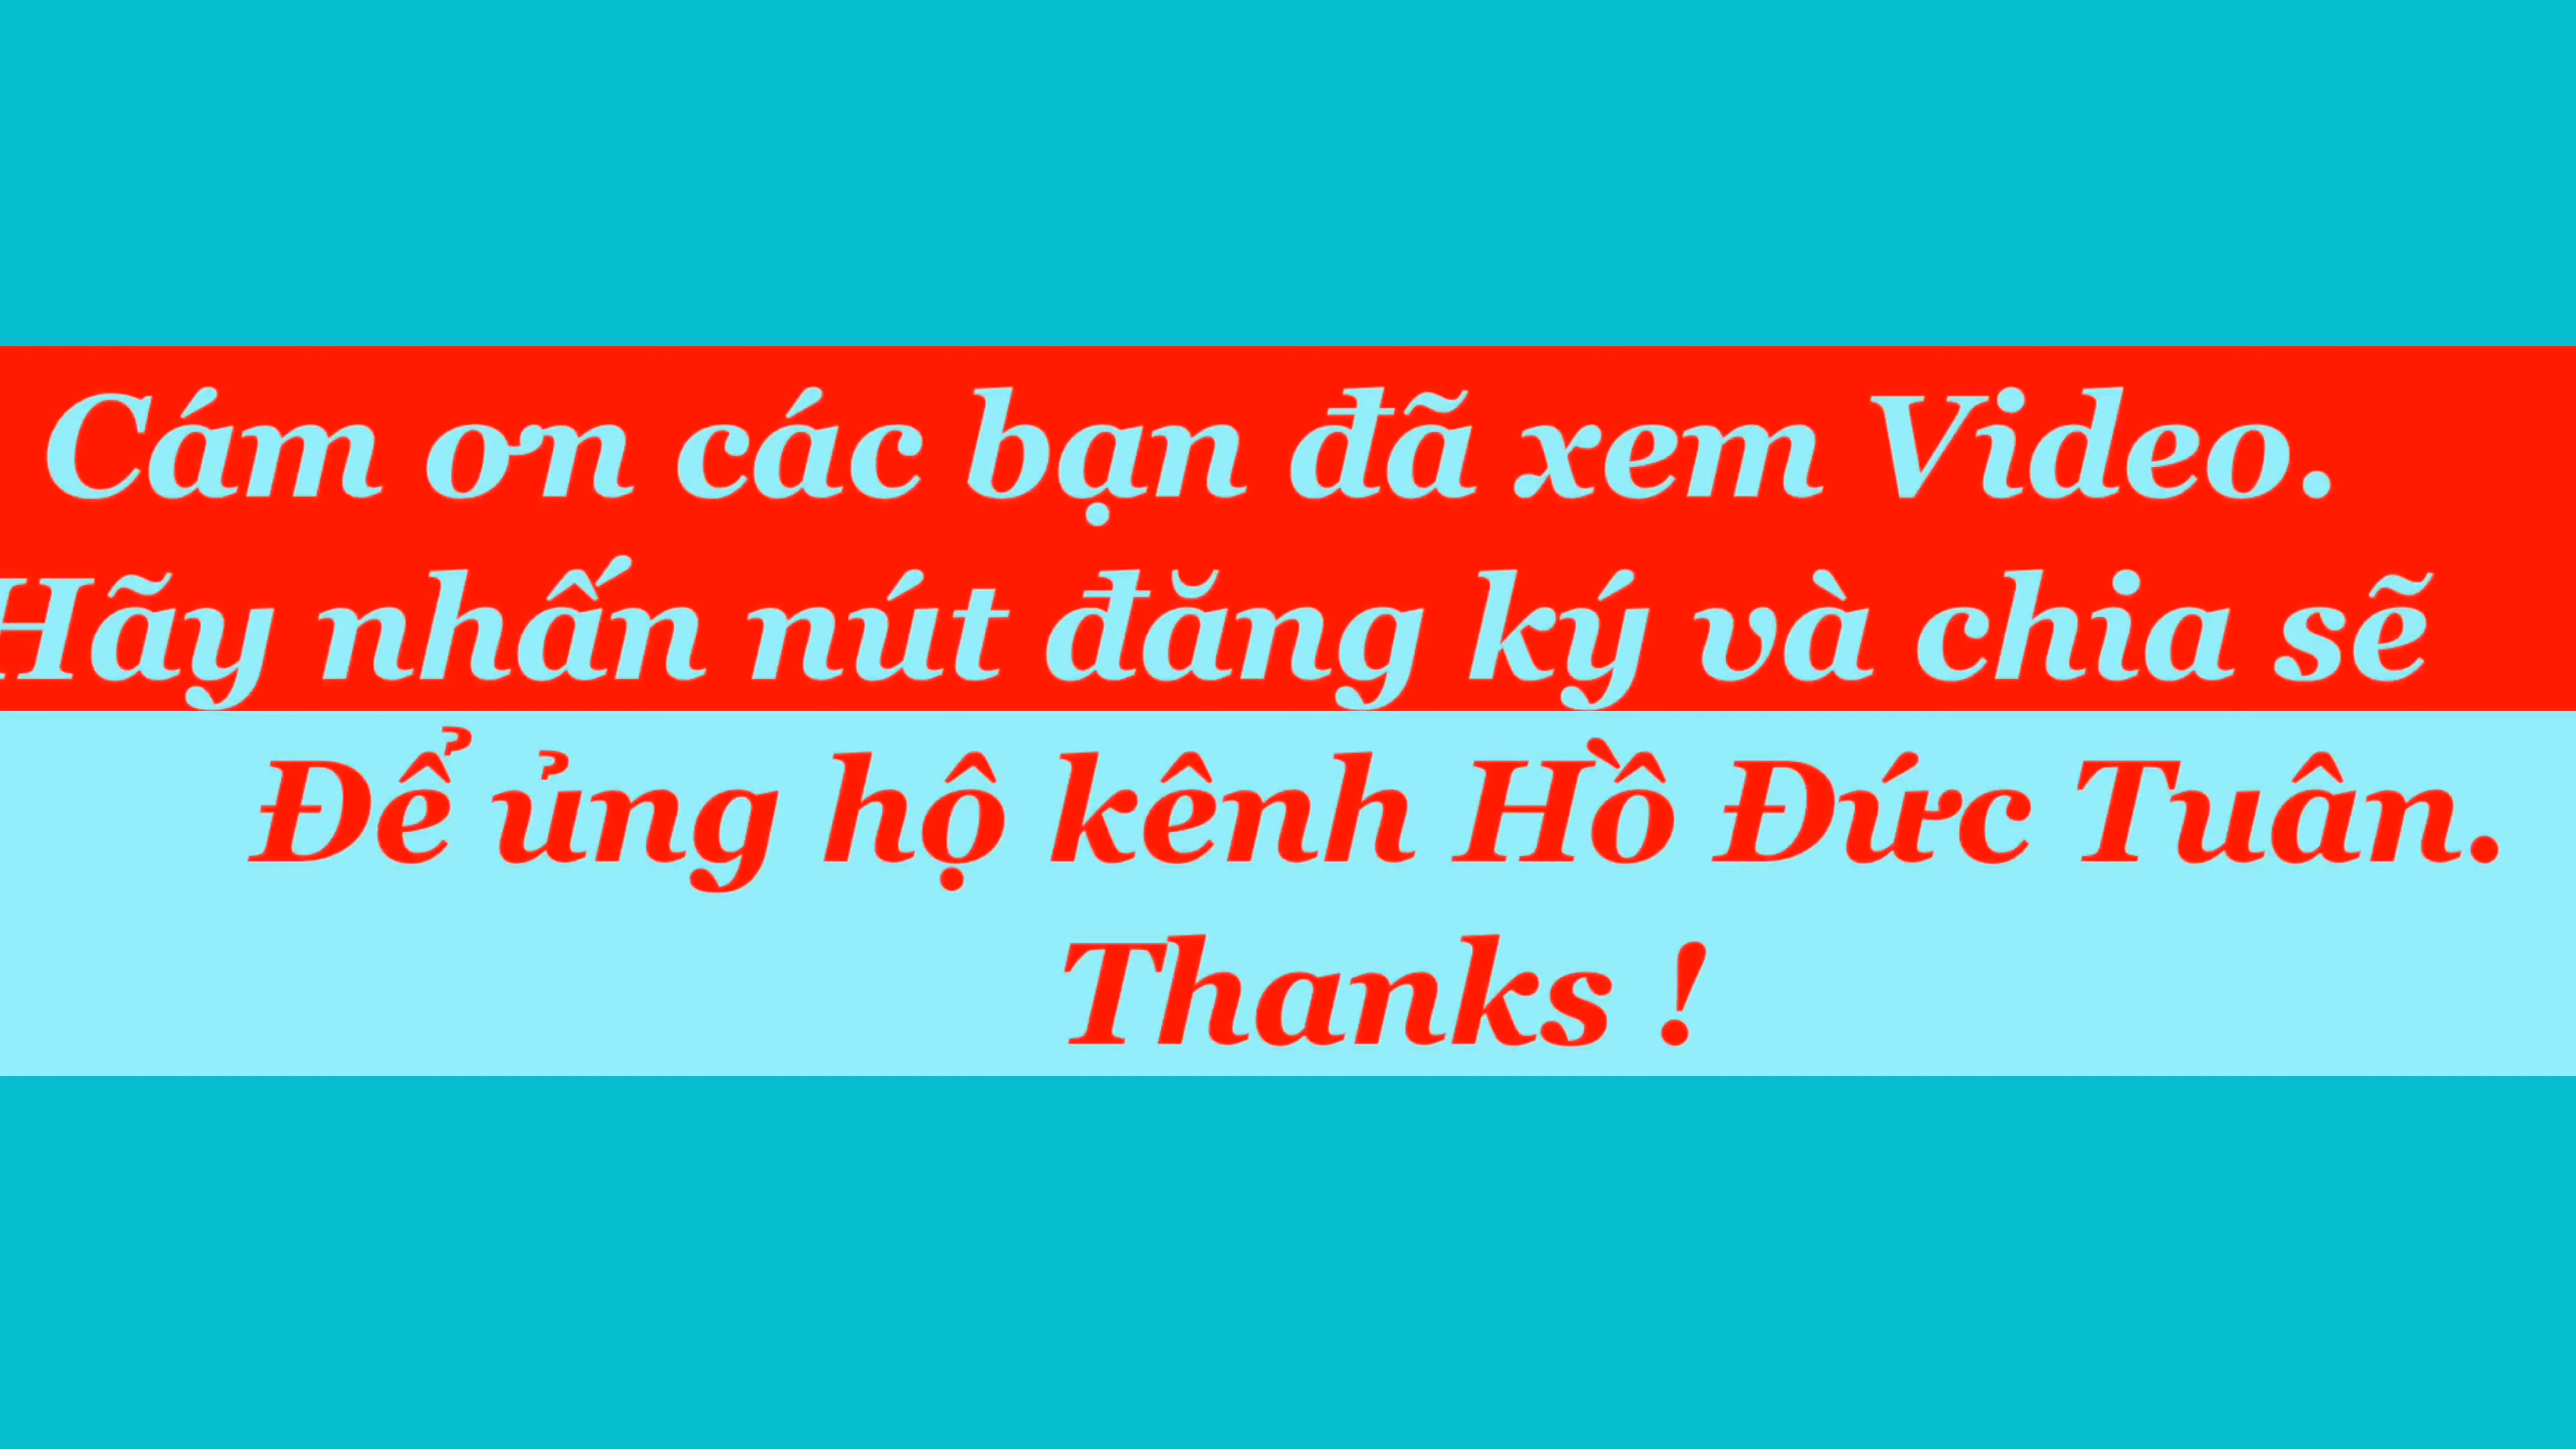 Cám ơn các bạn đã xem Video.
Hãy nhấn nút đăng ký và chia sẽ
Để ủng hộ kênh Hồ Đức Tuân.
Thanks !